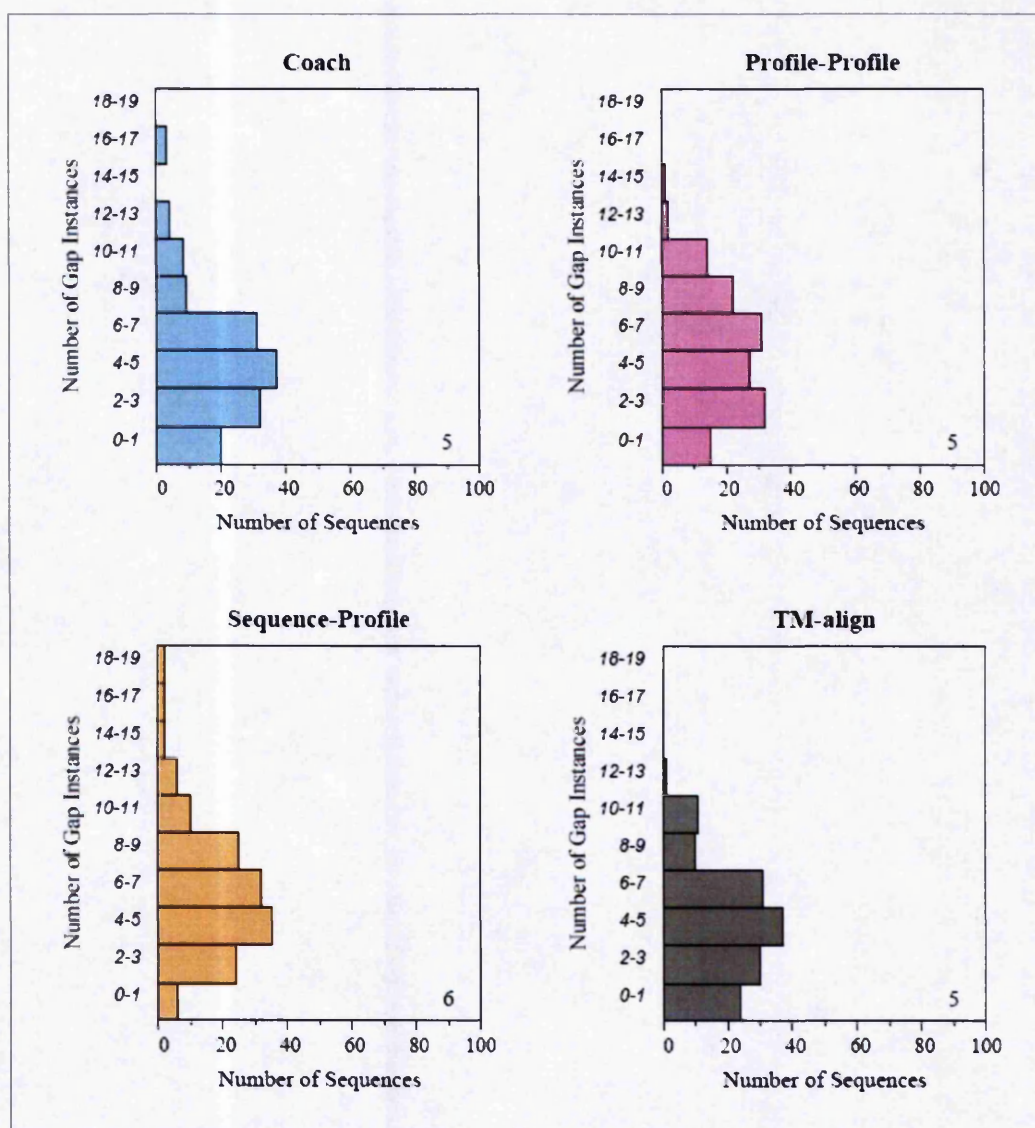 Coach
Number of Gap Instances
18-19
16-17
14-15
12-13
10-11
8-9
6-7
4-5
2-3
0-1
5
0 20 40 60 80 100
Number of Sequences
Profile-Profile
Number of Gap Instances
18-19
16-17
14-15
12-13
10-11
8-9
6-7
4-5
2-3
0-1
5
0 20 40 60 80 100
Number of Sequences
Sequence-Profile
Number of Gap Instances
18-19
16-17
14-15
12-13
10-11
8-9
6-7
4-5
2-3
0-1
6
0 20 40 60 80 100
Number of Sequences
TM-align
Number of Gap Instances
18-19
16-17
14-15
12-13
10-11
8-9
6-7
4-5
2-3
0-1
5
0 20 40 60 80 100
Number of Sequences